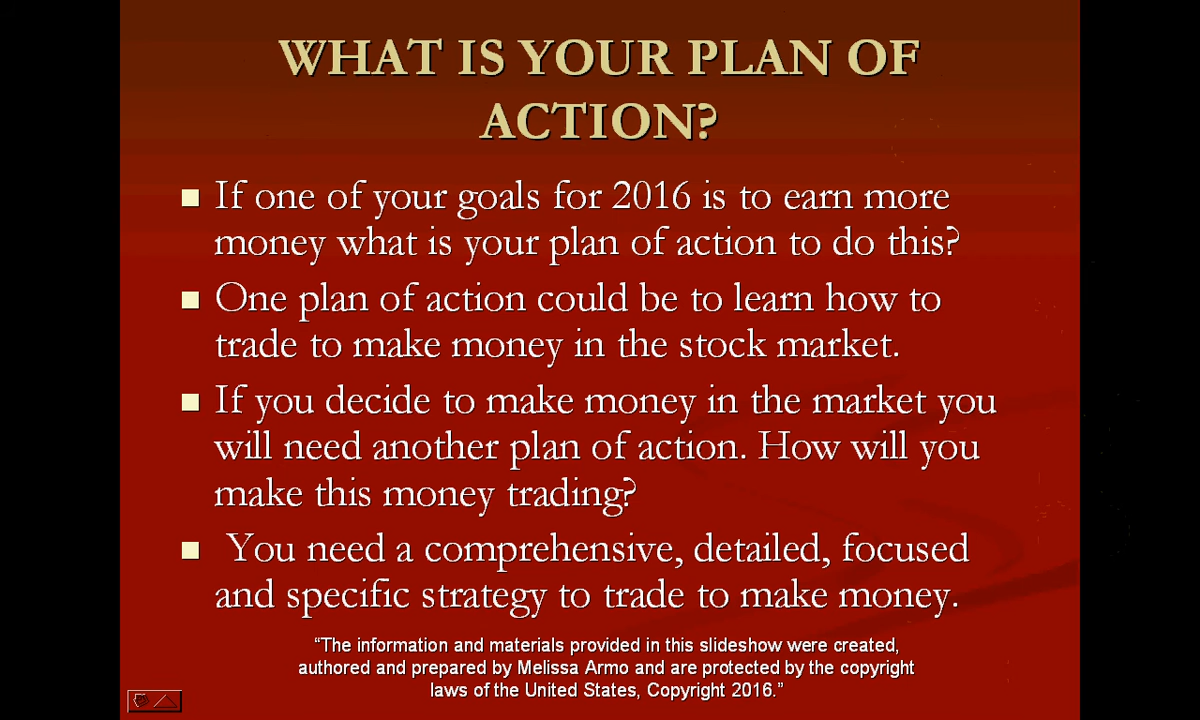 WHAT IS YOUR PLAN OF
ACTION?
If one of your goals for 2016 is to earn more
money what is your plan of action to do this?
One plan of action could be to learn how to
trade to make money in the stock market.
If you decide to make money in the market you
will need another plan of action. How will you
make this money trading?
You need a comprehensive, detailed, focused
and specific strategy to trade to make money.
“The information and materials provided in this slideshow were created,
authored and prepared by Melissa Armo and are protected by the copyright
laws of the United States, Copyright 2016.”